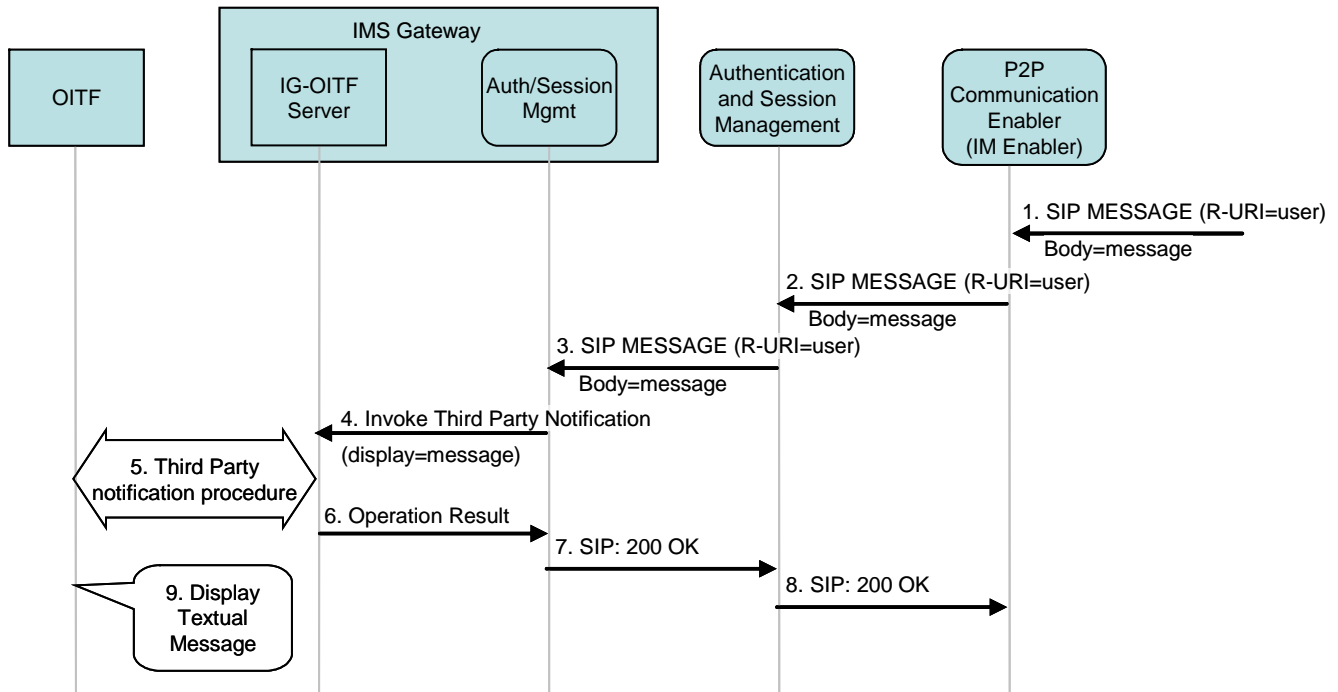 IMS Gateway
OITF
IG-OITF
Server
Auth/Session
Mgmt
Authentication
and Session
Management
P2P
Communication
Enabler
(IM Enabler)
1. SIP MESSAGE (R-URI=user)
Body=message
2. SIP MESSAGE (R-URI=user)
Body=message
3. SIP MESSAGE (R-URI=user)
Body=message
4. Invoke Third Party Notification
(display=message)
5. Third Party
notification procedure
6. Operation Result
7. SIP: 200 OK
8. SIP: 200 OK
9. Display
Textual
Message